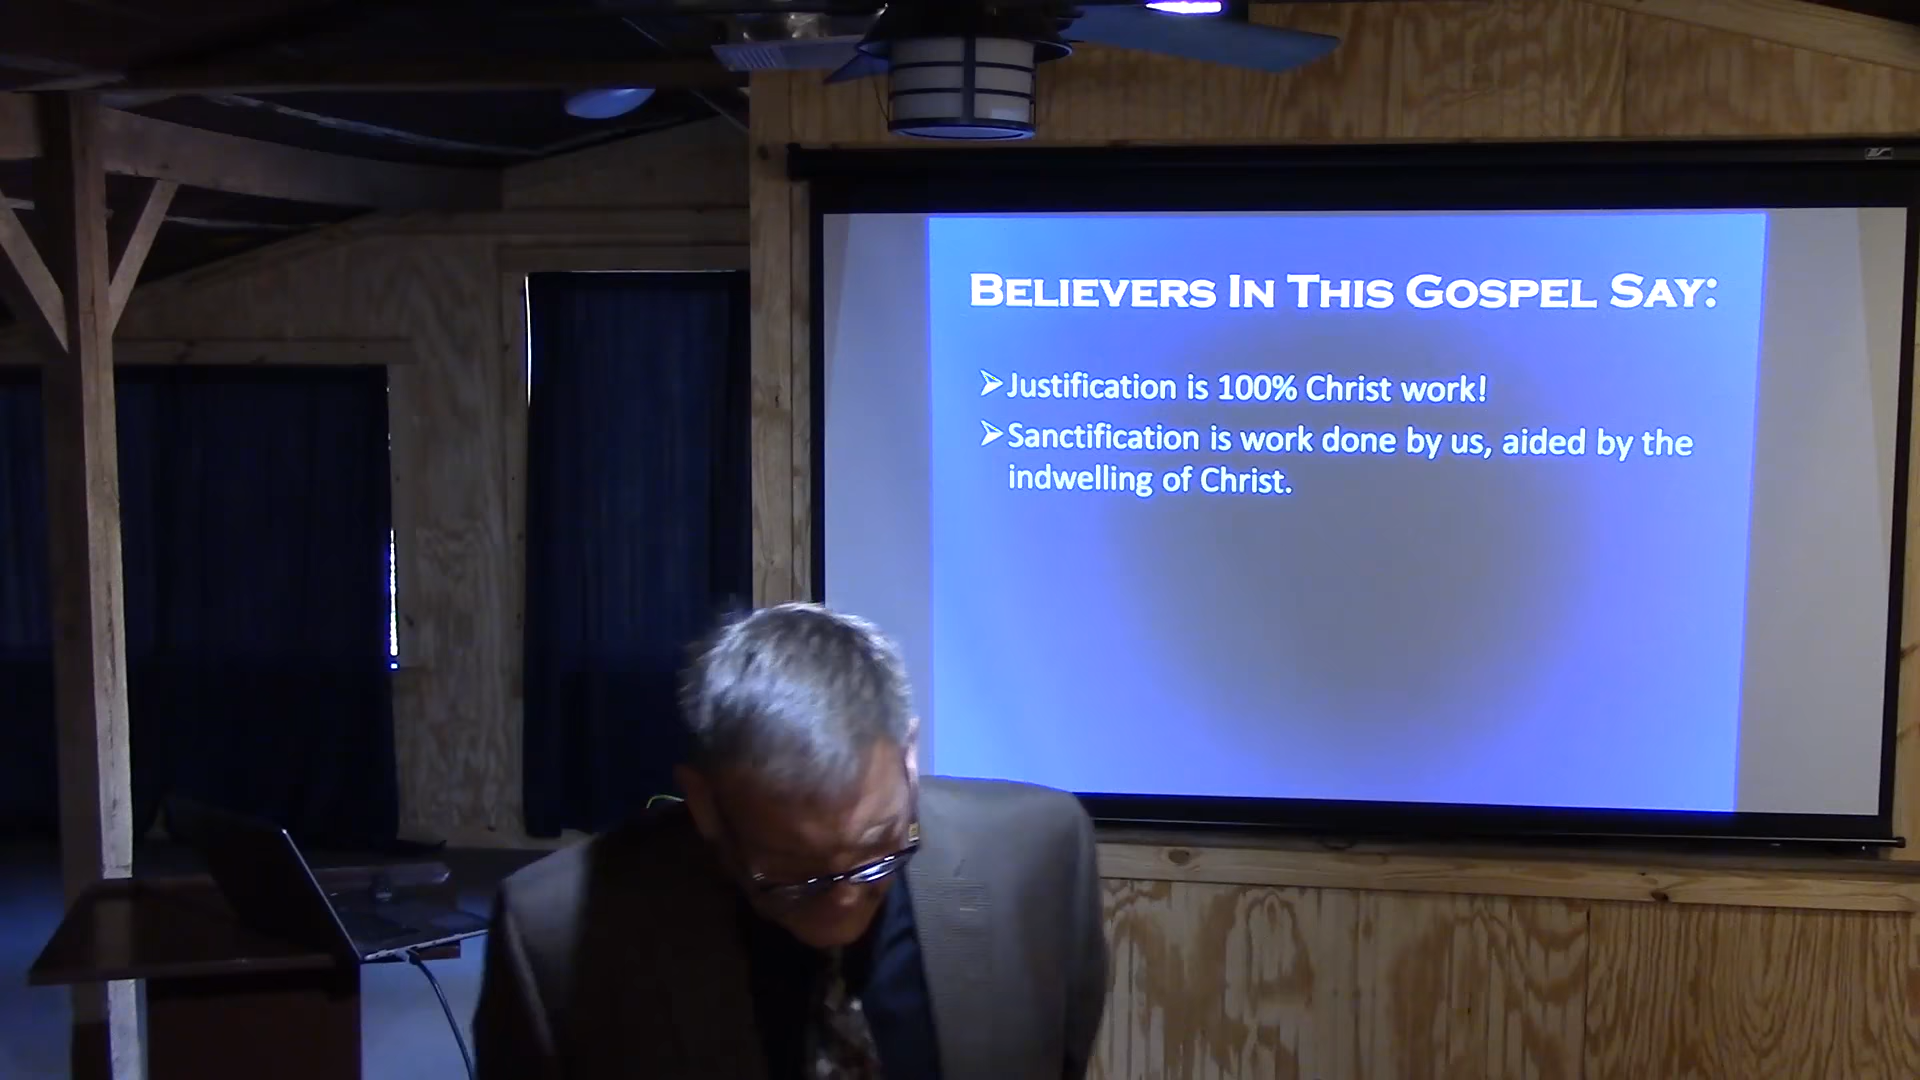 Believers In This Gospel Say:
➢Justification is 100% Christ work!
➢Sanctification is work done by us, aided by the
indwelling of Christ.